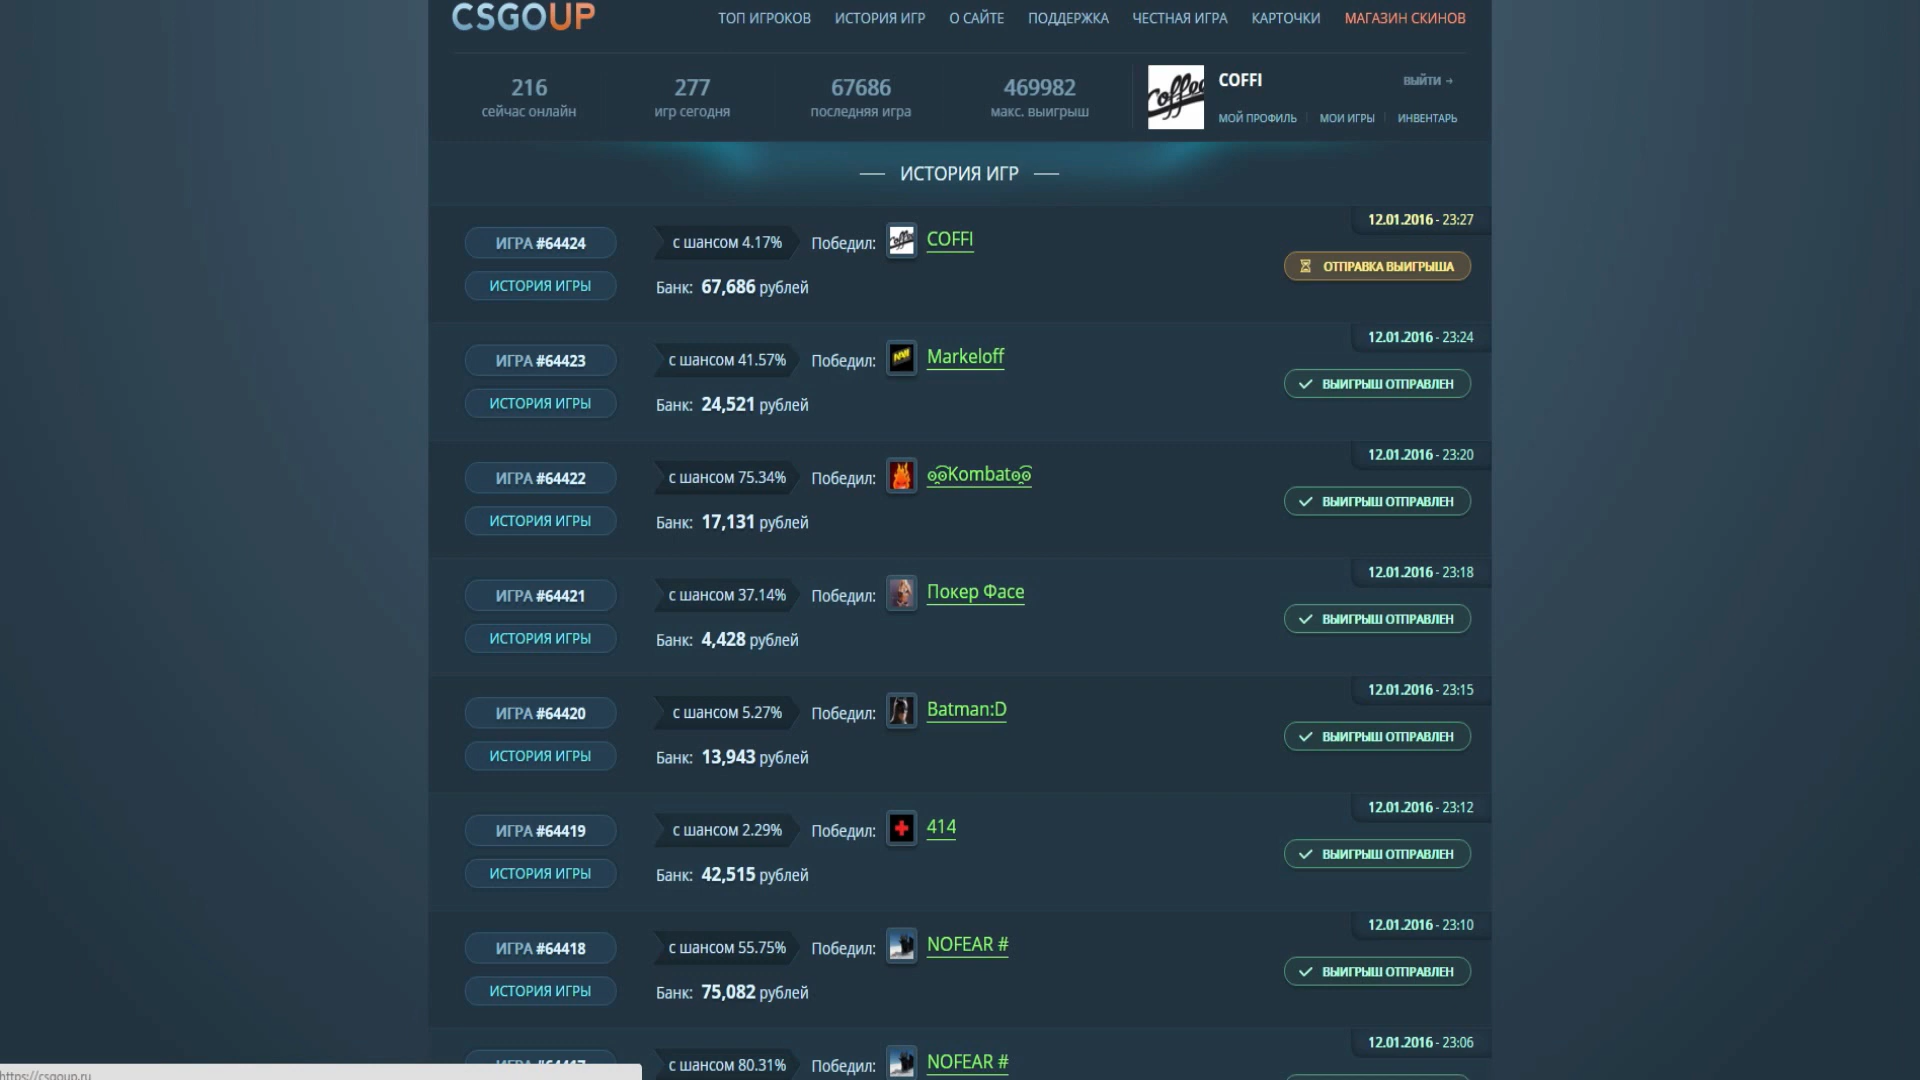 CSGOUP
ТОП ИГРОКОВ ИСТОРИЯ ИГР О САЙТЕ ПОДДЕРЖКА ЧЕСТНАЯ ИГРА КАРТОЧКИ МАГАЗИН СКИНОВ
216 277 67686 469982
сейчас онлайн игр сегодня последняя игра макс. выигрыш
Coffee
COFFI ВЫЙТИ →
МОЙ ПРОФИЛЬ МОИ ИГРЫ ИНВЕНТАРЬ
ИСТОРИЯ ИГР
12.01.2016 - 23:27
ИГРА #64424 с шансом 4.17% Победил: COFFI
ОТПРАВКА ВЫИГРЫША
ИСТОРИЯ ИГРЫ Банк: 67,686 рублей
12.01.2016 - 23:24
ИГРА #64423 с шансом 41.57% Победил: Markeloff
ВЫИГРЫШ ОТПРАВЛЕН
ИСТОРИЯ ИГРЫ Банк: 24,521 рублей
12.01.2016 - 23:20
ИГРА #64422 с шансом 75.34% Победил: Kombat
ВЫИГРЫШ ОТПРАВЛЕН
ИСТОРИЯ ИГРЫ Банк: 17,131 рублей
12.01.2016 - 23:18
ИГРА #64421 с шансом 37.14% Победил: Покер Фасе
ВЫИГРЫШ ОТПРАВЛЕН
ИСТОРИЯ ИГРЫ Банк: 4,428 рублей
12.01.2016 - 23:15
ИГРА #64420 с шансом 5.27% Победил: Batman:D
ВЫИГРЫШ ОТПРАВЛЕН
ИСТОРИЯ ИГРЫ Банк: 13,943 рублей
12.01.2016 - 23:12
ИГРА #64419 с шансом 2.29% Победил: 414
ВЫИГРЫШ ОТПРАВЛЕН
ИСТОРИЯ ИГРЫ Банк: 42,515 рублей
12.01.2016 - 23:10
ИГРА #64418 с шансом 55.75% Победил: NOFEAR #
ВЫИГРЫШ ОТПРАВЛЕН
ИСТОРИЯ ИГРЫ Банк: 75,082 рублей
12.01.2016 - 23:06
ИГРА #64417 с шансом 80.31% Победил: NOFEAR #
https://csgoup.ru